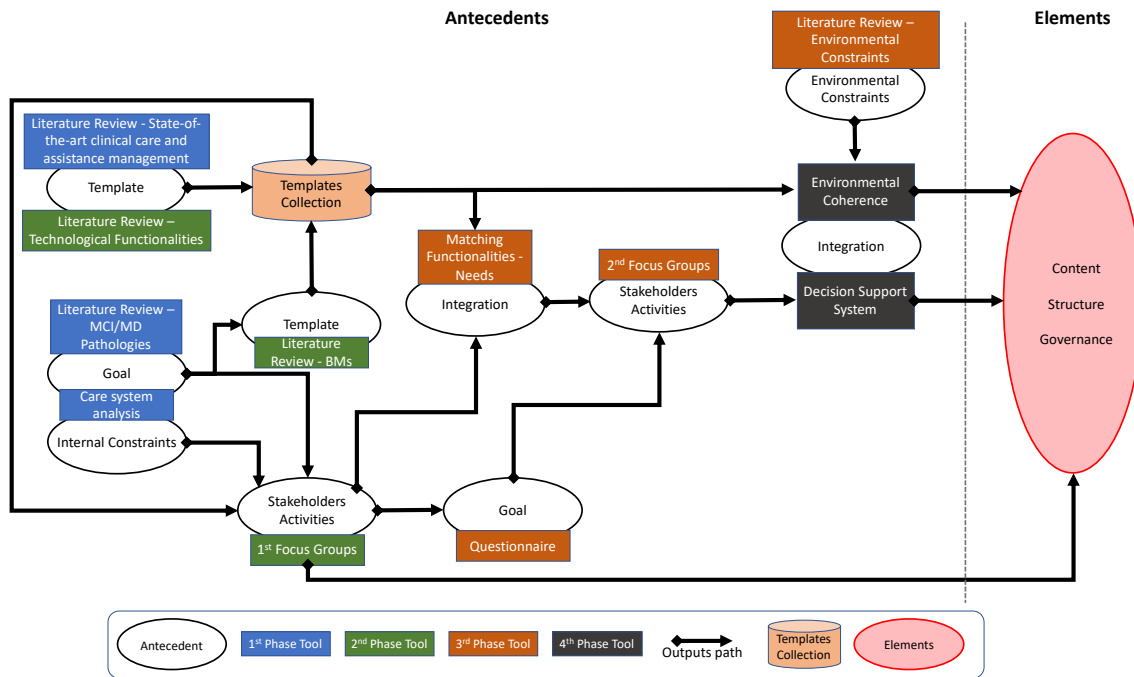 Antecedents
Elements
Literature Review –
Environmental
Constraints
Environmental
Constraints
Literature Review - State-of-
the-art clinical care and
assistance management
Template
Literature Review –
Technological Functionalities
Templates
Collection
Environmental
Coherence
Integration
Decision Support
System
Matching
Functionalities -
Needs
Integration
2nd Focus Groups
Stakeholders
Activities
Content
Structure
Governance
Literature Review –
MCI/MD
Pathologies
Goal
Care system
analysis
Internal Constraints
Template
Literature
Review - BMs
Stakeholders
Activities
1st Focus Groups
Goal
Questionnaire
Antecedent
1st Phase Tool
2nd Phase Tool
3rd Phase Tool
4th Phase Tool
Outputs path
Templates
Collection
Elements